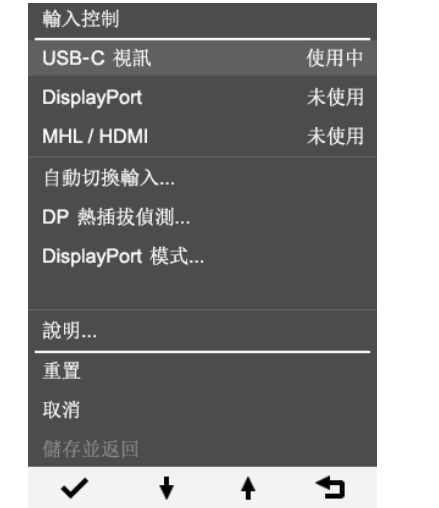 輸入控制
USB-C 視訊 使用中
DisplayPort 未使用
MHL / HDMI 未使用
自動切換輸入...
DP 熱插拔偵測...
DisplayPort 模式...
說明...
重置
取消
儲存並返回